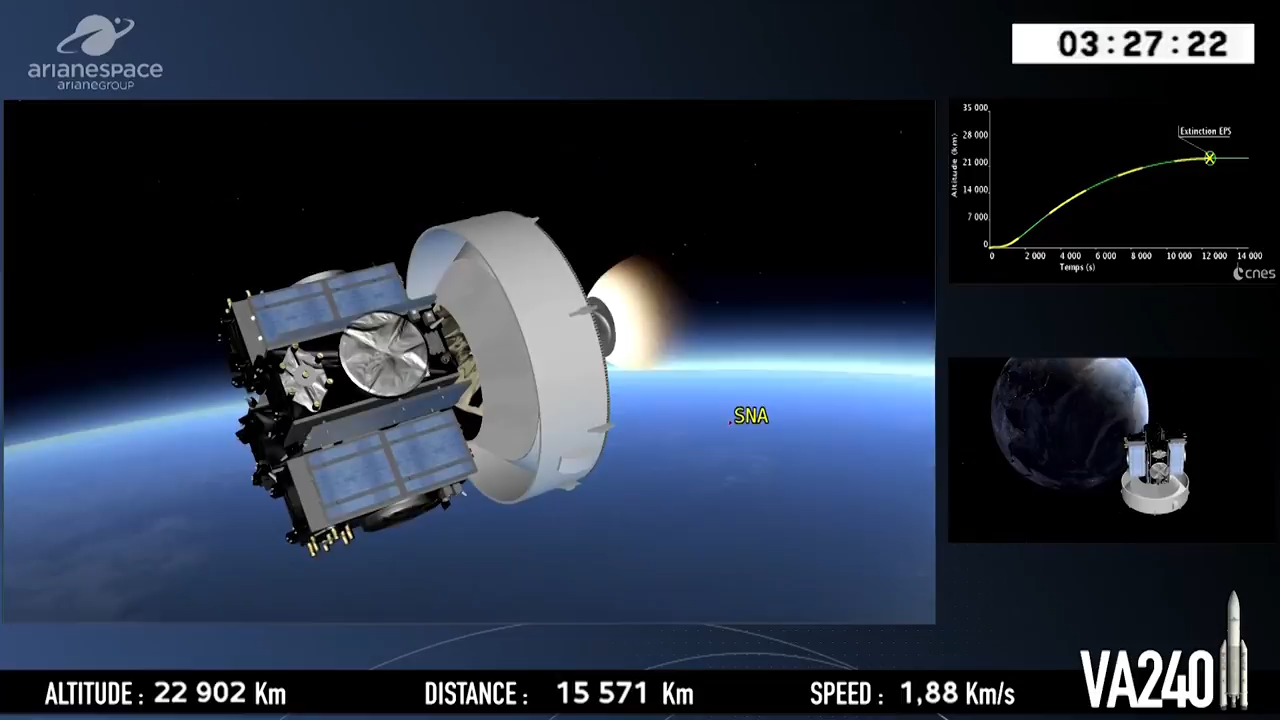 arianespace
arianeGROUP
03:27:22
35 000
28 000
21 000
14 000
7 000
0
Altitude (km)
Extinction EPS
0 2 000 4 000 6 000 8 000 10 000 12 000 14 000
Temps (s)
cnes
SNA
VA240
ALTITUDE : 22 902 Km DISTANCE : 15 571 Km SPEED : 1,88 Km/s